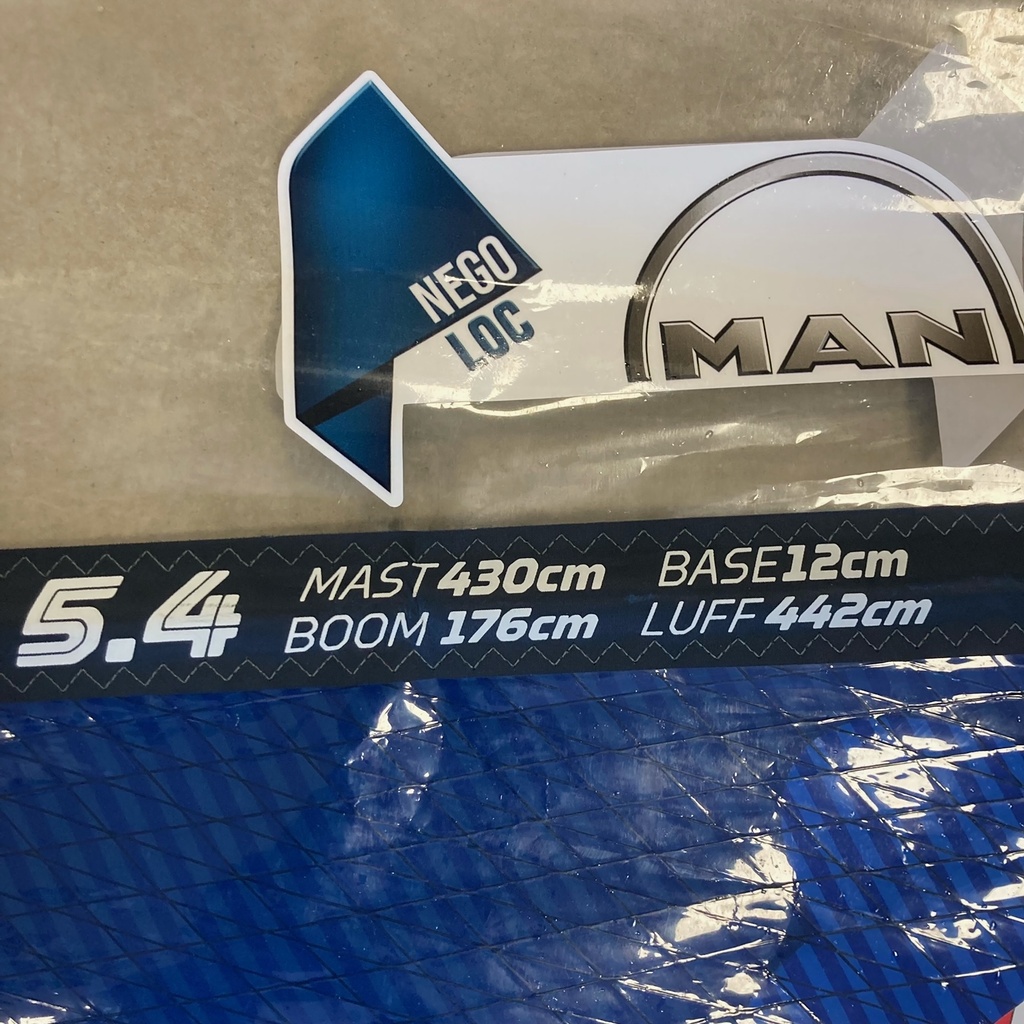 NEGO
LOC
MAN
5.4
MAST 430cm BASE 12cm
BOOM 176cm LUFF 442cm